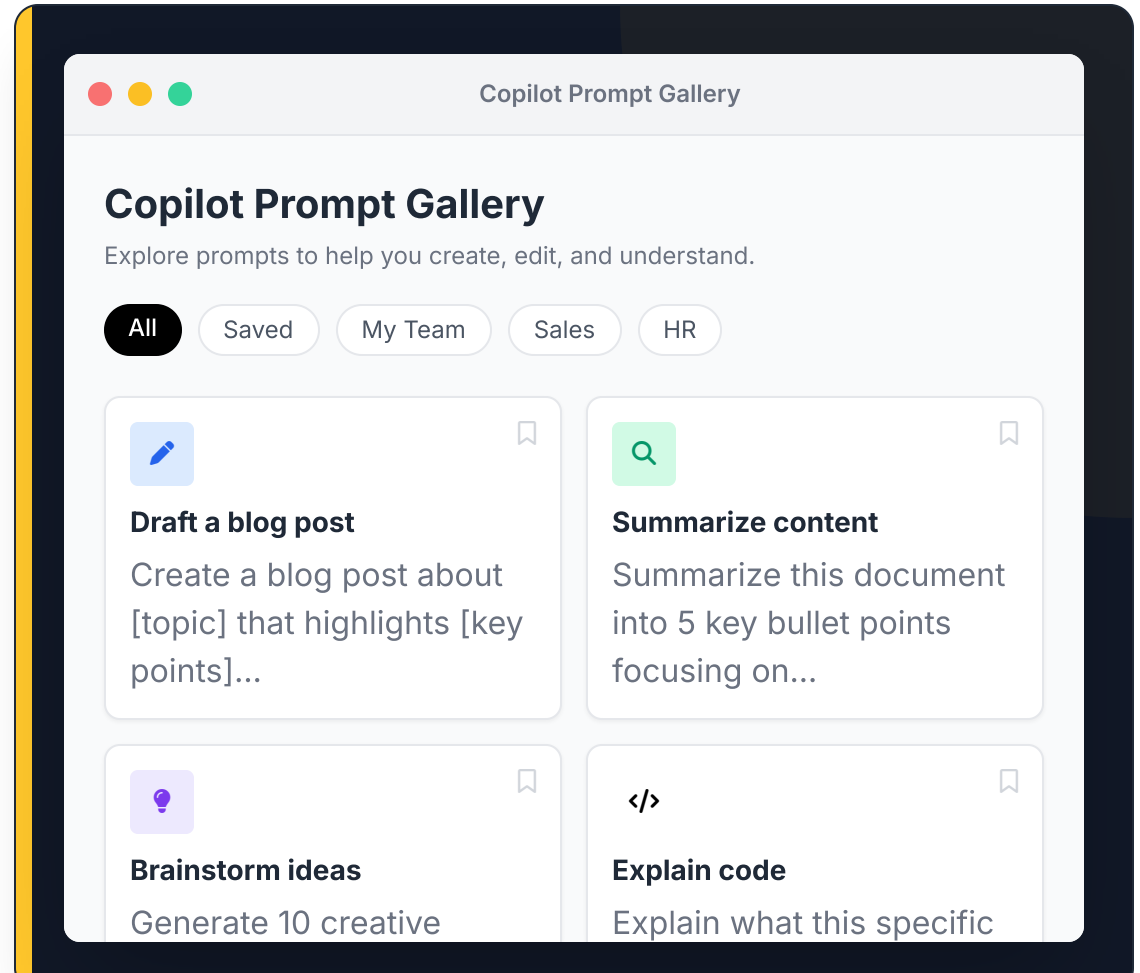 Copilot Prompt Gallery
Copilot Prompt Gallery
Explore prompts to help you create, edit, and understand.
All
Saved
My Team
Sales
HR
Draft a blog post
Create a blog post about
[topic] that highlights [key
points]...
Summarize content
Summarize this document
into 5 key bullet points
focusing on...
Brainstorm ideas
Generate 10 creative
Explain code
Explain what this specific